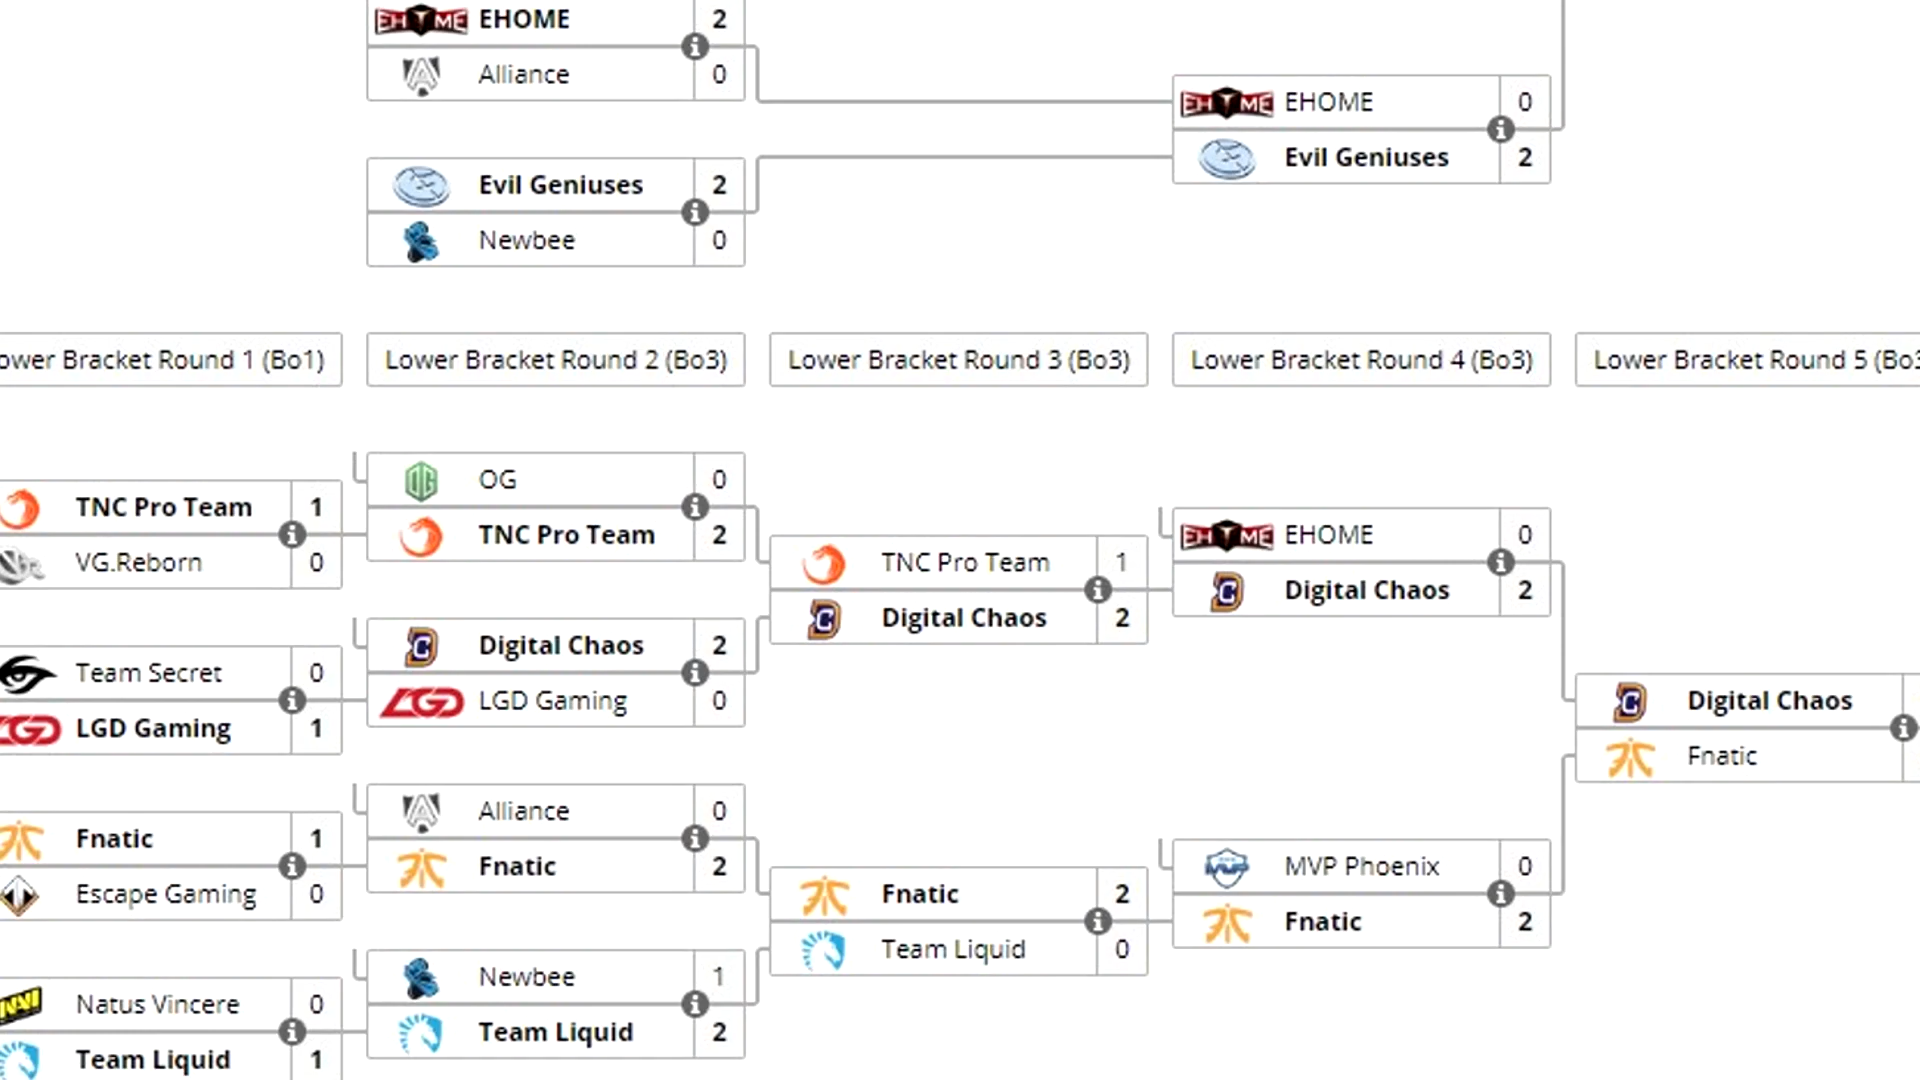 EHOME 2
Alliance 0
EHOME 0
Evil Geniuses 2
Evil Geniuses 2
Newbee 0
ower Bracket Round 1 (Bo1)
Lower Bracket Round 2 (Bo3)
Lower Bracket Round 3 (Bo3)
Lower Bracket Round 4 (Bo3)
Lower Bracket Round 5 (Bo3
TNC Pro Team 1
VG.Reborn 0
Team Secret 0
LGD Gaming 1
Fnatic 1
Escape Gaming 0
Natus Vincere 0
Team Liquid 1
OG 0
TNC Pro Team 2
Digital Chaos 2
LGD Gaming 0
Alliance 0
Fnatic 2
Newbee 1
Team Liquid 2
TNC Pro Team 1
Digital Chaos 2
Fnatic 2
Team Liquid 0
EHOME 0
Digital Chaos 2
MVP Phoenix 0
Fnatic 2
Digital Chaos
Fnatic